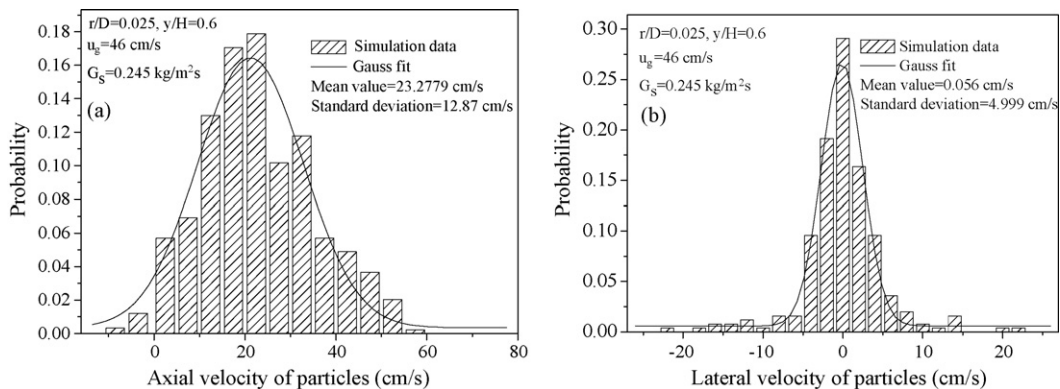 r/D=0.025, y/H=0.6
u_g=46 cm/s
G_S=0.245 kg/m²s
(a)
Simulation data
Gauss fit
Mean value=23.2779 cm/s
Standard deviation=12.87 cm/s
Probability
0.18
0.16
0.14
0.12
0.10
0.08
0.06
0.04
0.02
0.00
0 20 40 60 80
Axial velocity of particles (cm/s)
r/D=0.025, y/H=0.6
u_g=46 cm/s
G_S=0.245 kg/m²s
(b)
Simulation data
Gauss fit
Mean value=0.056 cm/s
Standard deviation=4.999 cm/s
Probability
0.30
0.25
0.20
0.15
0.10
0.05
0.00
-20 -10 0 10 20
Lateral velocity of particles (cm/s)